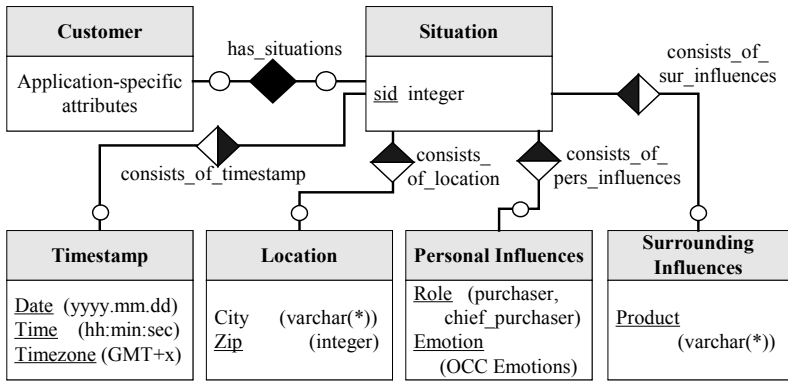 Customer
Application-specific
attributes
has_situations
Situation
sid integer
consists_of_
sur_influences
consists_of_timestamp
consists_
of_location
consists_of_
pers_influences
Timestamp
Date (yyyy.mm.dd)
Time (hh:min:sec)
Timezone (GMT+x)
Location
City (varchar(*))
Zip (integer)
Personal Influences
Role (purchaser,
chief_purchaser)
Emotion
(OCC Emotions)
Surrounding
Influences
Product
(varchar(*))